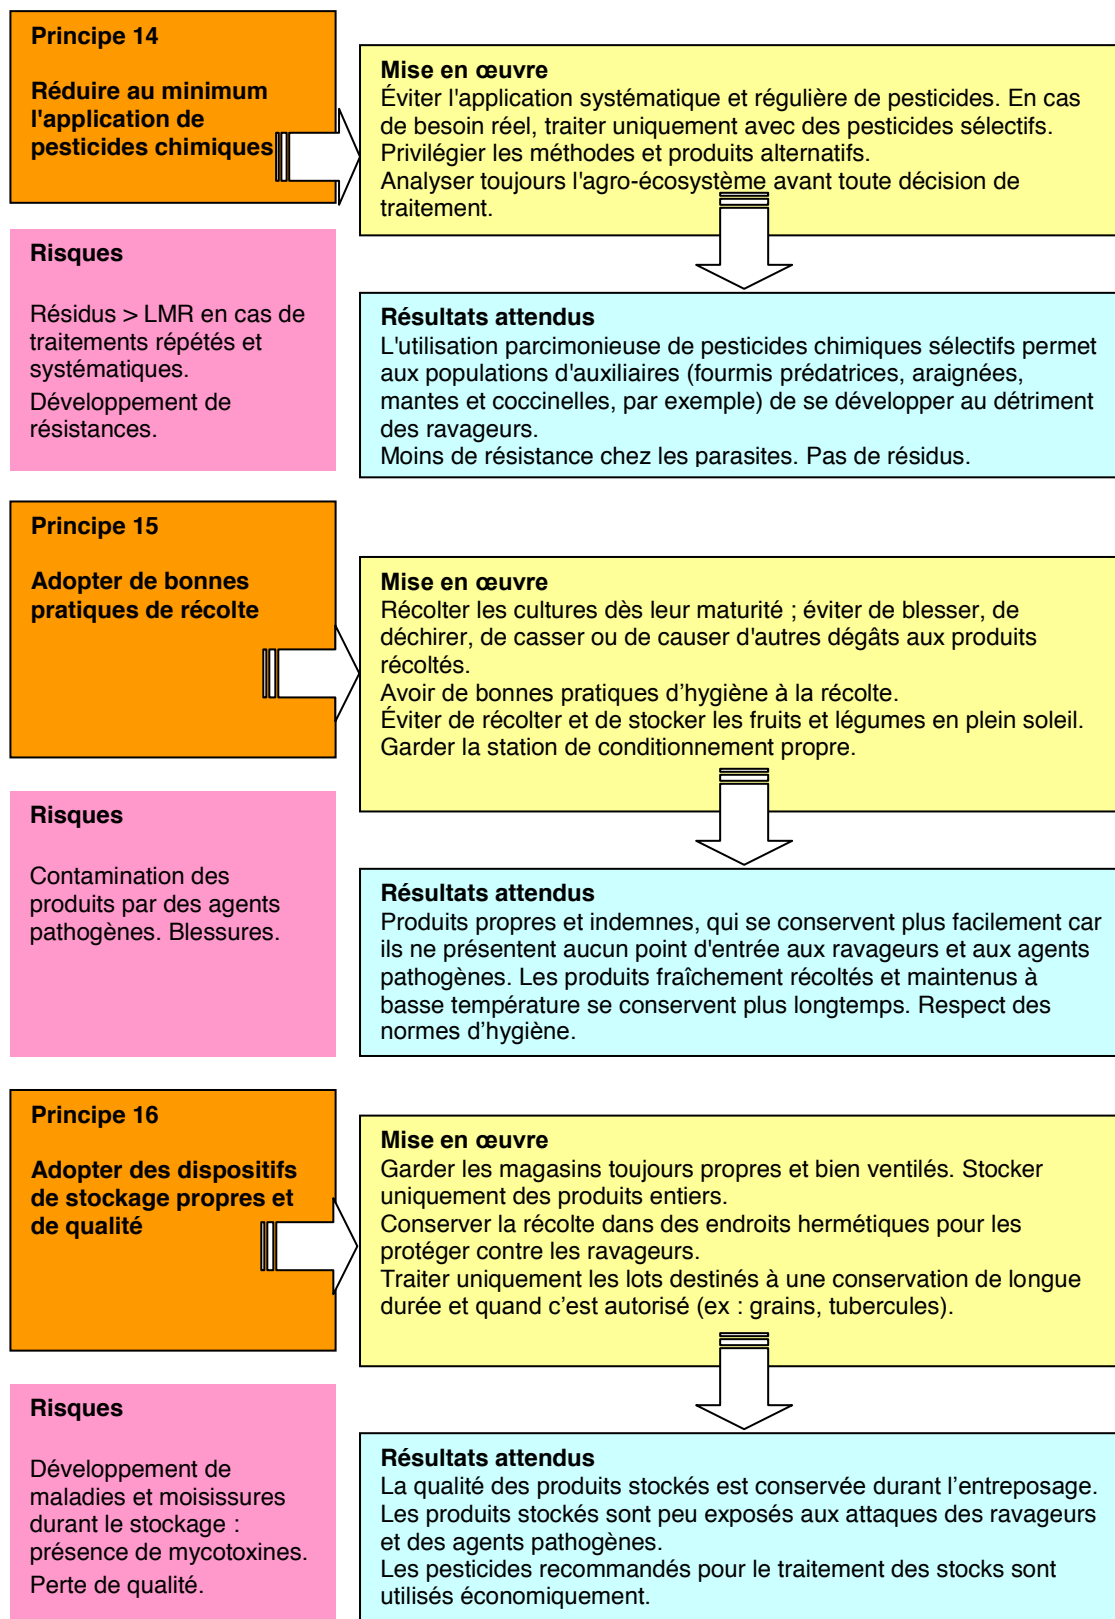 Principe 14
Réduire au minimum
l'application de
pesticides chimiques
Mise en œuvre
Éviter l'application systématique et régulière de pesticides. En cas
de besoin réel, traiter uniquement avec des pesticides sélectifs.
Privilégier les méthodes et produits alternatifs.
Analyser toujours l'agro-écosystème avant toute décision de
traitement.
Risques
Résidus > LMR en cas de
traitements répétés et
systématiques.
Développement de
résistances.
Résultats attendus
L'utilisation parcimonieuse de pesticides chimiques sélectifs permet
aux populations d'auxiliaires (fourmis prédatrices, araignées,
mantes et coccinelles, par exemple) de se développer au détriment
des ravageurs.
Moins de résistance chez les parasites. Pas de résidus.
Principe 15
Adopter de bonnes
pratiques de récolte
Mise en œuvre
Récolter les cultures dès leur maturité ; éviter de blesser, de
déchirer, de casser ou de causer d'autres dégâts aux produits
récoltés.
Avoir de bonnes pratiques d’hygiène à la récolte.
Éviter de récolter et de stocker les fruits et légumes en plein soleil.
Garder la station de conditionnement propre.
Risques
Contamination des
produits par des agents
pathogènes. Blessures.
Résultats attendus
Produits propres et indemnes, qui se conservent plus facilement car
ils ne présentent aucun point d'entrée aux ravageurs et aux agents
pathogènes. Les produits fraîchement récoltés et maintenus à
basse température se conservent plus longtemps. Respect des
normes d’hygiène.
Principe 16
Adopter des dispositifs
de stockage propres et
de qualité
Mise en œuvre
Garder les magasins toujours propres et bien ventilés. Stocker
uniquement des produits entiers.
Conserver la récolte dans des endroits hermétiques pour les
protéger contre les ravageurs.
Traiter uniquement les lots destinés à une conservation de longue
durée et quand c’est autorisé (ex : grains, tubercules).
Risques
Développement de
maladies et moisissures
durant le stockage :
présence de mycotoxines.
Perte de qualité.
Résultats attendus
La qualité des produits stockés est conservée durant l’entreposage.
Les produits stockés sont peu exposés aux attaques des ravageurs
et des agents pathogènes.
Les pesticides recommandés pour le traitement des stocks sont
utilisés économiquement.